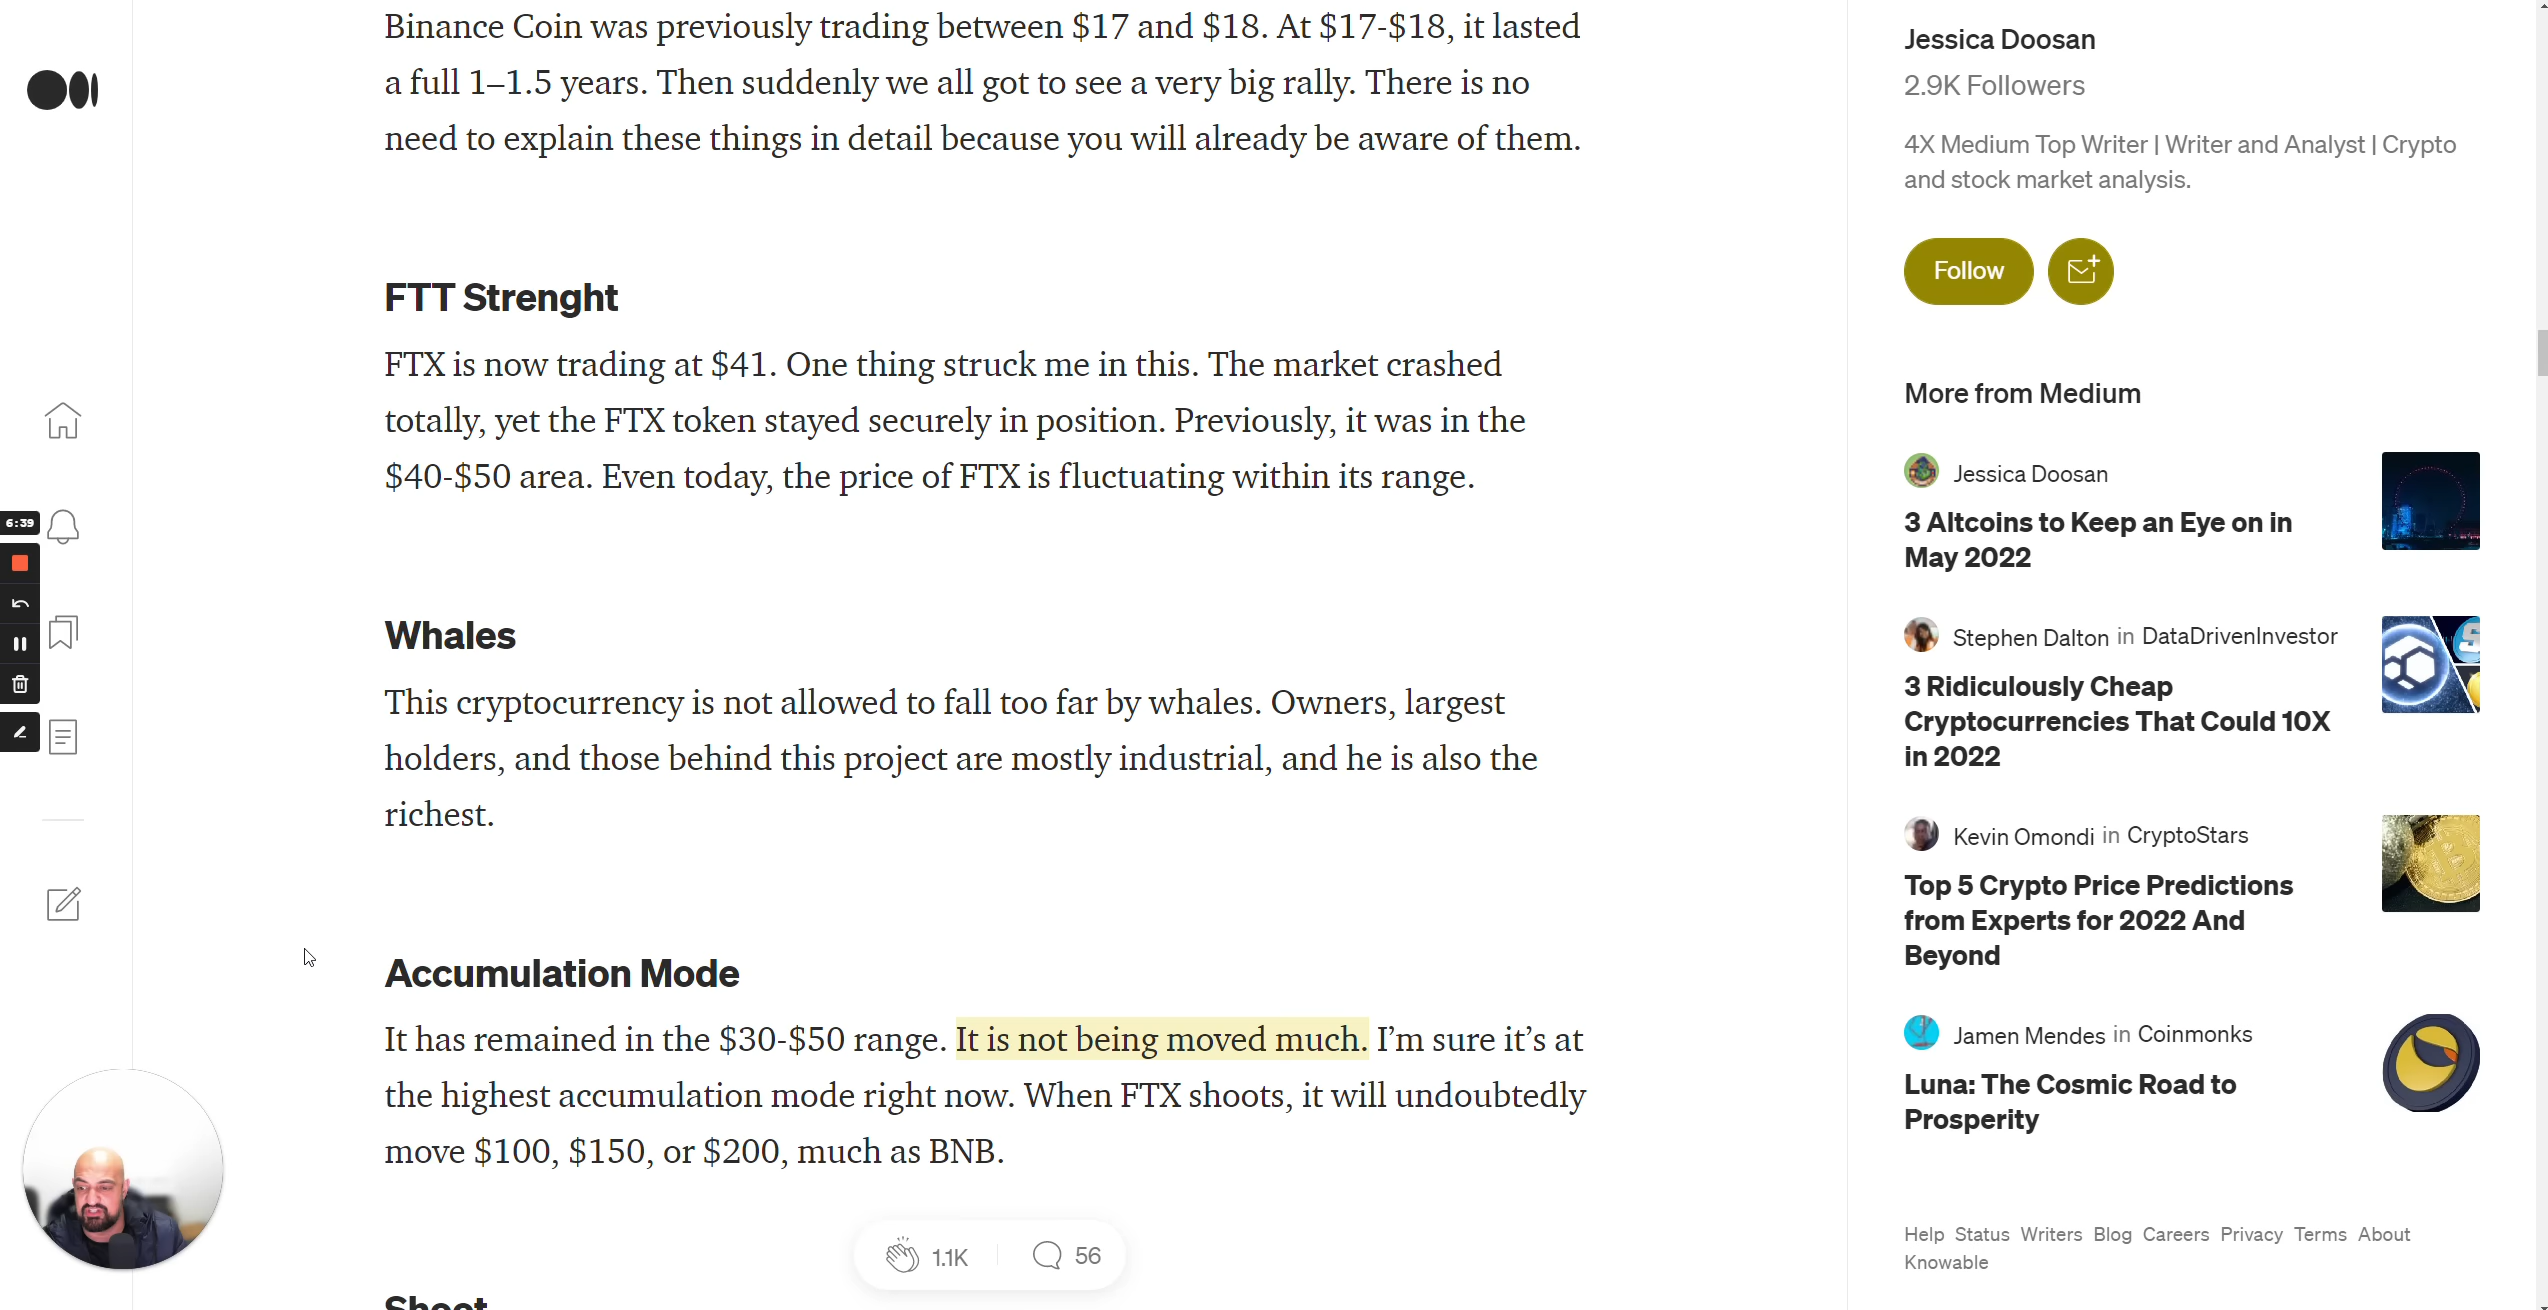 Binance Coin was previously trading between $17 and $18. At $17-$18, it lasted
a full 1–1.5 years. Then suddenly we all got to see a very big rally. There is no
need to explain these things in detail because you will already be aware of them.
FTT Strenght
FTX is now trading at $41. One thing struck me in this. The market crashed
totally, yet the FTX token stayed securely in position. Previously, it was in the
$40-$50 area. Even today, the price of FTX is fluctuating within its range.
Whales
This cryptocurrency is not allowed to fall too far by whales. Owners, largest
holders, and those behind this project are mostly industrial, and he is also the
richest.
Accumulation Mode
It has remained in the $30-$50 range. It is not being moved much. I’m sure it’s at
the highest accumulation mode right now. When FTX shoots, it will undoubtedly
move $100, $150, or $200, much as BNB.
Shoot
1.1K 56
6:39
Jessica Doosan
2.9K Followers
4X Medium Top Writer | Writer and Analyst | Crypto
and stock market analysis.
Follow
More from Medium
Jessica Doosan
3 Altcoins to Keep an Eye on in
May 2022
Stephen Dalton in DataDrivenInvestor
3 Ridiculously Cheap
Cryptocurrencies That Could 10X
in 2022
Kevin Omondi in CryptoStars
Top 5 Crypto Price Predictions
from Experts for 2022 And
Beyond
Jamen Mendes in Coinmonks
Luna: The Cosmic Road to
Prosperity
Help Status Writers Blog Careers Privacy Terms About
Knowable